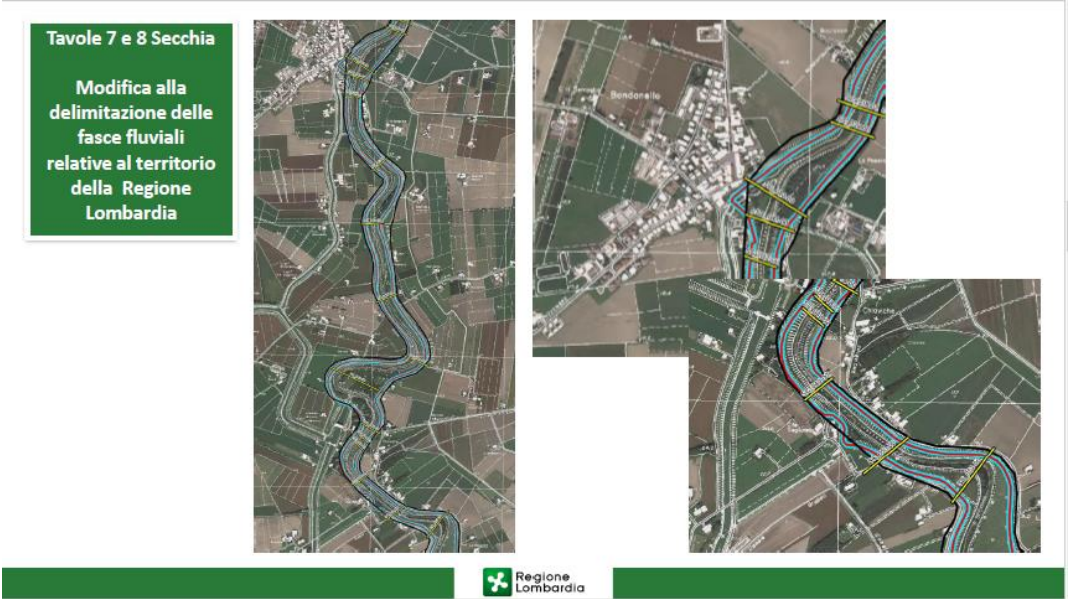 Tavole 7 e 8 Secchia
Modifica alla
delimitazione delle
fasce fluviali
relative al territorio
della Regione
Lombardia
Bondanello
Chiaviche
Regione
Lombardia